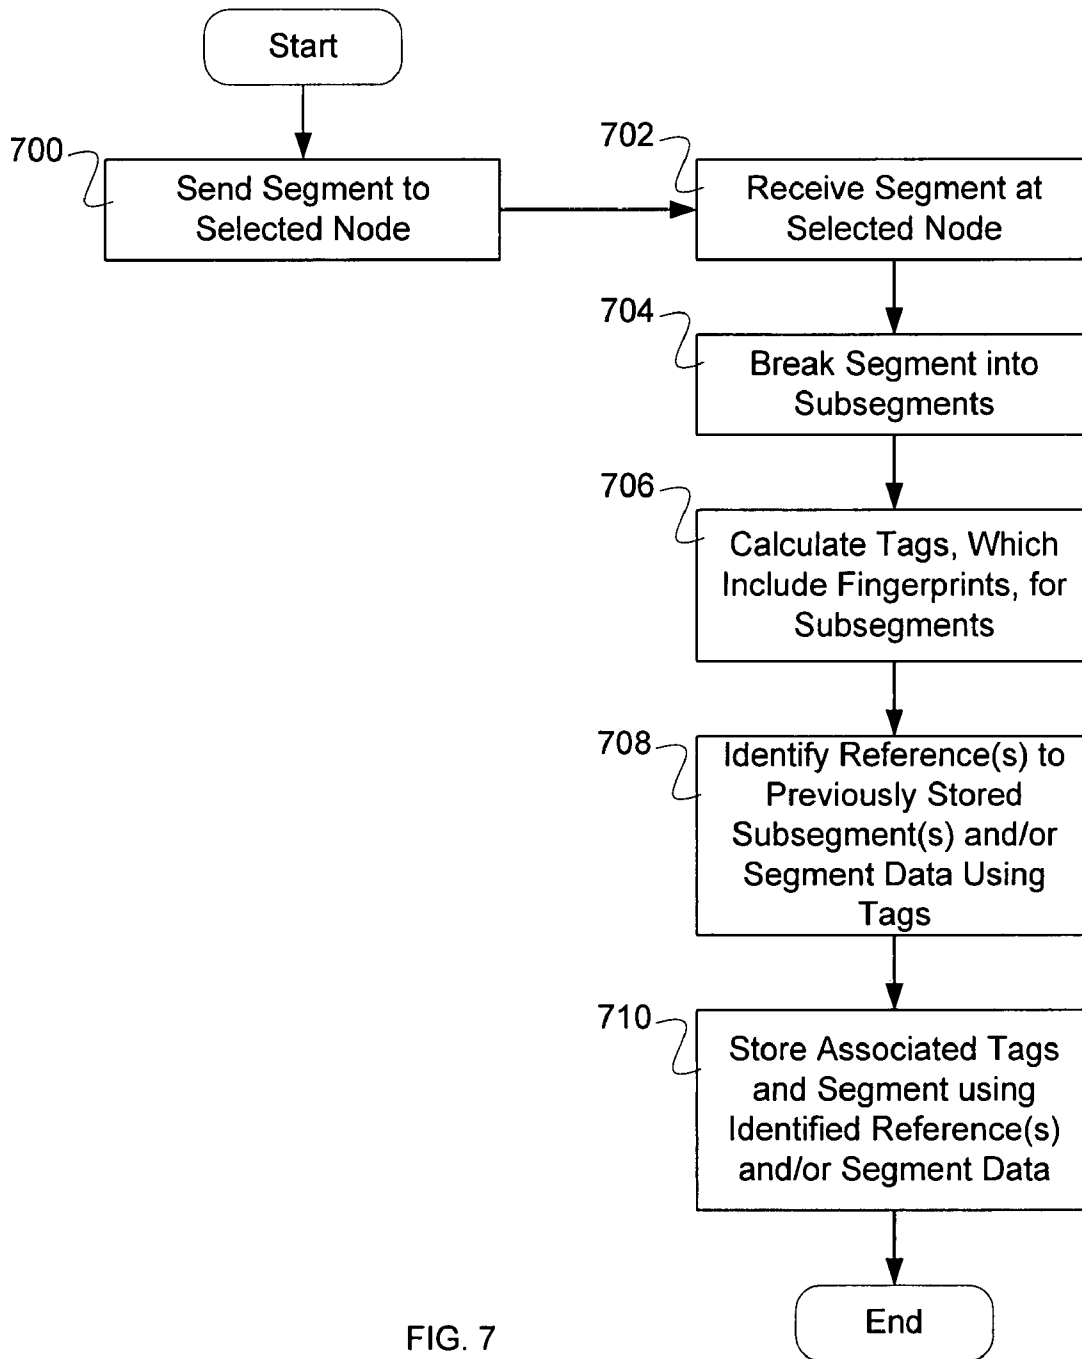 Start
700
Send Segment to
Selected Node
702
Receive Segment at
Selected Node
704
Break Segment into
Subsegments
706
Calculate Tags, Which
Include Fingerprints, for
Subsegments
708
Identify Reference(s) to
Previously Stored
Subsegment(s) and/or
Segment Data Using
Tags
710
Store Associated Tags
and Segment using
Identified Reference(s)
and/or Segment Data
End
FIG. 7